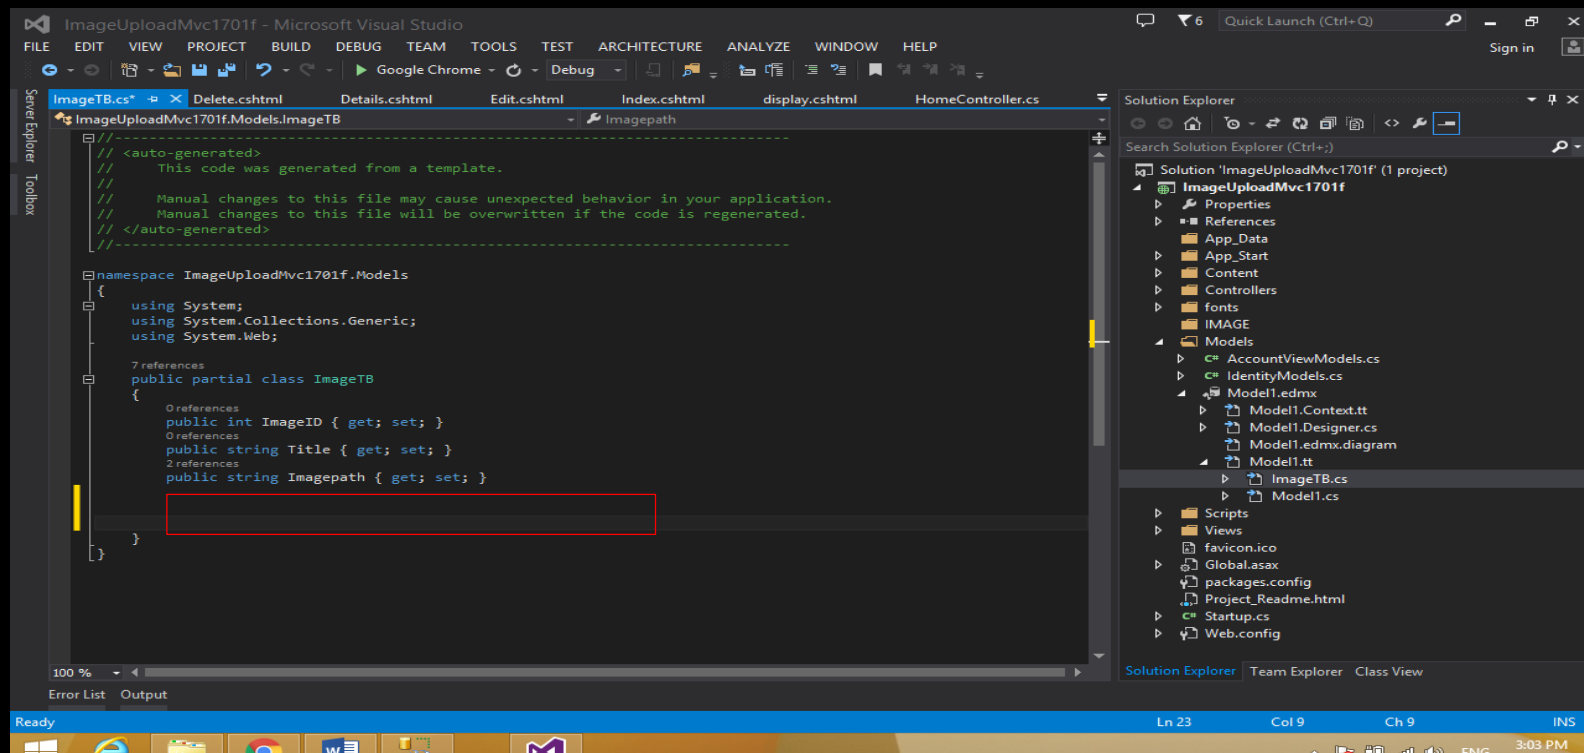 ImageUploadMvc1701f - Microsoft Visual Studio
6
Quick Launch (Ctrl+Q)
FILE EDIT VIEW PROJECT BUILD DEBUG TEAM TOOLS TEST ARCHITECTURE ANALYZE WINDOW HELP
Sign in
Google Chrome
Debug
Server Explorer
Toolbox
ImageTB.cs* Delete.cshtml Details.cshtml Edit.cshtml Index.cshtml display.cshtml HomeController.cs
ImageUploadMvc1701f.Models.ImageTB
Imagepath
//------------------------------------------------------------------------------
// <auto-generated>
//     This code was generated from a template.
//
//     Manual changes to this file may cause unexpected behavior in your application.
//     Manual changes to this file will be overwritten if the code is regenerated.
// </auto-generated>
//------------------------------------------------------------------------------
namespace ImageUploadMvc1701f.Models
{
using System;
using System.Collections.Generic;
using System.Web;
7 references
public partial class ImageTB
{
0 references
public int ImageID { get; set; }
0 references
public string Title { get; set; }
2 references
public string Imagepath { get; set; }
}
}
100 %
Error List Output
Solution Explorer
Search Solution Explorer (Ctrl+;)
Solution 'ImageUploadMvc1701f' (1 project)
ImageUploadMvc1701f
Properties
References
App_Data
App_Start
Content
Controllers
fonts
IMAGE
Models
C# AccountViewModels.cs
C# IdentityModels.cs
Model1.edmx
Model1.Context.tt
Model1.Designer.cs
Model1.edmx.diagram
Model1.tt
ImageTB.cs
Model1.cs
Scripts
Views
favicon.ico
Global.asax
packages.config
Project_Readme.html
C# Startup.cs
Web.config
Solution Explorer Team Explorer Class View
Ready
Ln 23 Col 9 Ch 9 INS
ENG
3:03 PM